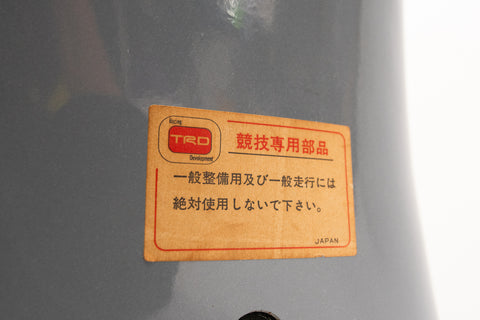 Racing
TRD
Development
競技専用部品
一般整備用及び一般走行には
絶対使用しないで下さい。
JAPAN